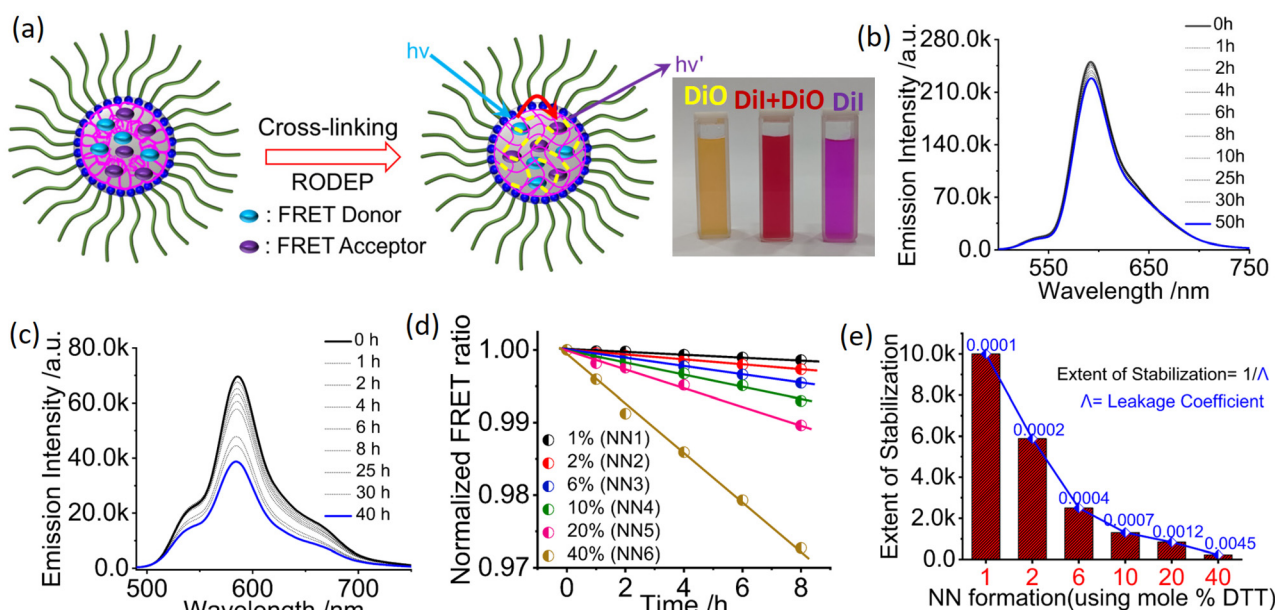 (a)
hν
hν'
Cross-linking
RODEP
: FRET Donor
: FRET Acceptor
DiO
DiI+DiO
DiI
(b)
Emission Intensity /a.u.
280.0k
210.0k
140.0k
70.0k
0.0
550
650
750
Wavelength /nm
0h
1h
2h
4h
6h
8h
10h
25h
30h
50h
(c)
Emission Intensity /a.u.
80.0k
60.0k
40.0k
20.0k
0.0
500
600
700
Wavelength /nm
0 h
1 h
2 h
4 h
6 h
8 h
25 h
30 h
40 h
(d)
Normalized FRET ratio
1.00
0.99
0.98
0.97
0
2
4
6
8
Time /h
1% (NN1)
2% (NN2)
6% (NN3)
10% (NN4)
20% (NN5)
40% (NN6)
(e)
Extent of Stabilization
10.0k
8.0k
6.0k
4.0k
2.0k
0.0
0.0001
0.0002
0.0004
0.0007
0.0012
0.0045
Extent of Stabilization= 1/Λ
Λ= Leakage Coefficient
1
2
6
10
20
40
NN formation(using mole % DTT)